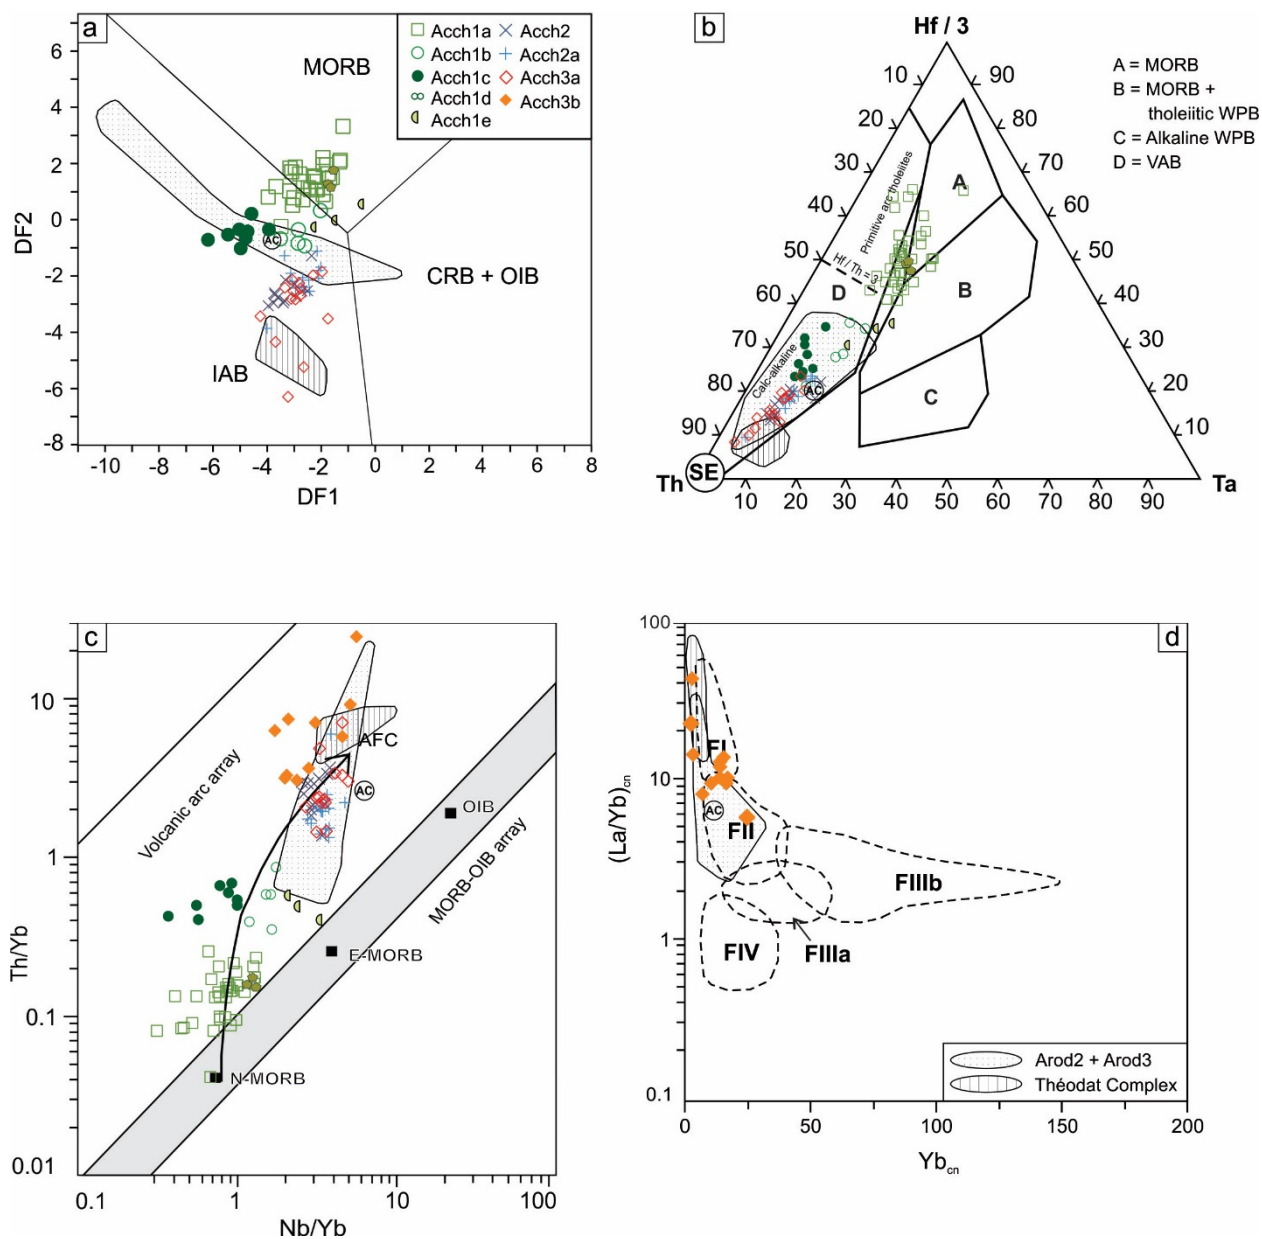 a
6
4
2
0
-2
-4
-6
-8
DF2
-10
-8
-6
-4
-2
0
2
4
6
8
DF1
MORB
CRB + OIB
IAB
AC
Acch1a
Acch1b
Acch1c
Acch1d
Acch1e
Acch2
Acch2a
Acch3a
Acch3b
b
Hf / 3
10
20
30
40
50
60
70
80
90
90
80
70
60
50
40
30
20
10
A = MORB
B = MORB +
tholeiitic WPB
C = Alkaline WPB
D = VAB
Primitive arc tholeiites
Hf / Th = 3
Calc-alkaline
A
B
C
D
AC
SE
Th
Ta
10
20
30
40
50
60
70
80
90
c
10
1
0.1
0.01
Th/Yb
0.1
1
10
100
Nb/Yb
Volcanic arc array
MORB-OIB array
AFC
AC
OIB
E-MORB
N-MORB
d
100
10
1
0.1
(La/Yb)cn
0
50
100
150
200
Ybcn
FI
AC
FII
FIIIb
FIV
FIIIa
Arod2 + Arod3
Théodat Complex